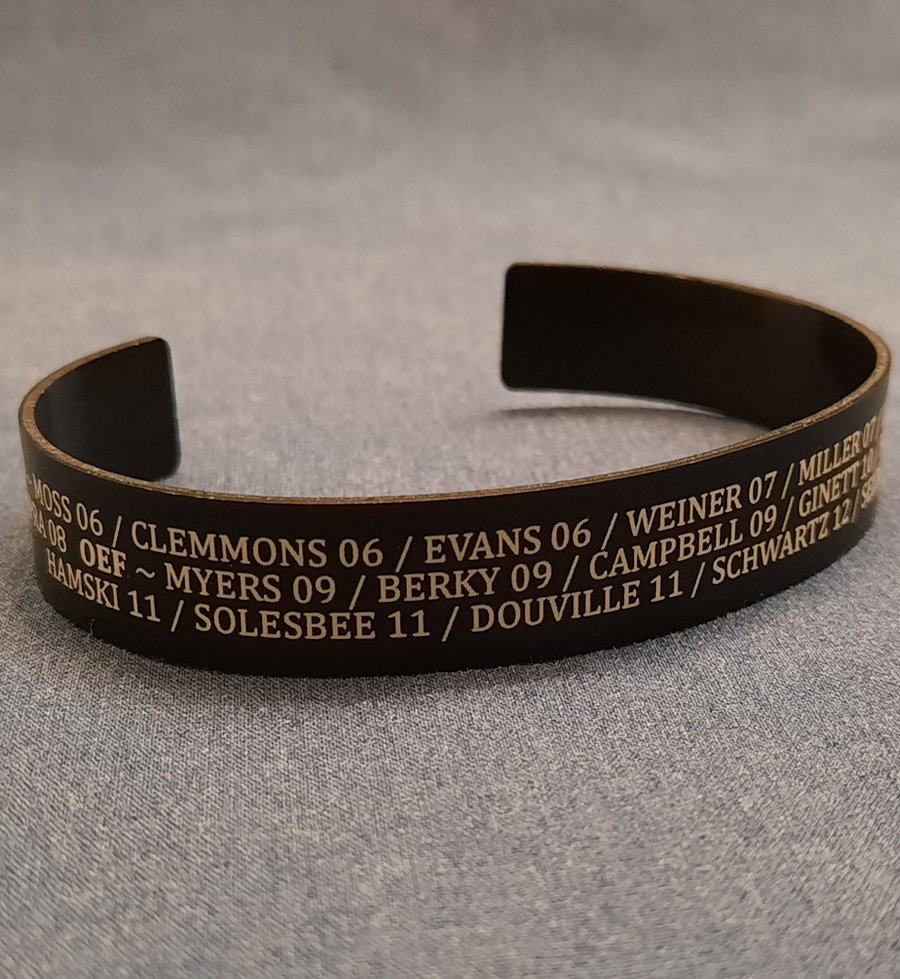 MOSS 06 / CLEMMONS 06 / EVANS 06 / WEINER 07 / MILLER 07
08 OEF ~ MYERS 09 / BERKY 09 / CAMPBELL 09 / GINETT 10
HAMSKI 11 / SOLESBEE 11 / DOUVILLE 11 / SCHWARTZ 12 /